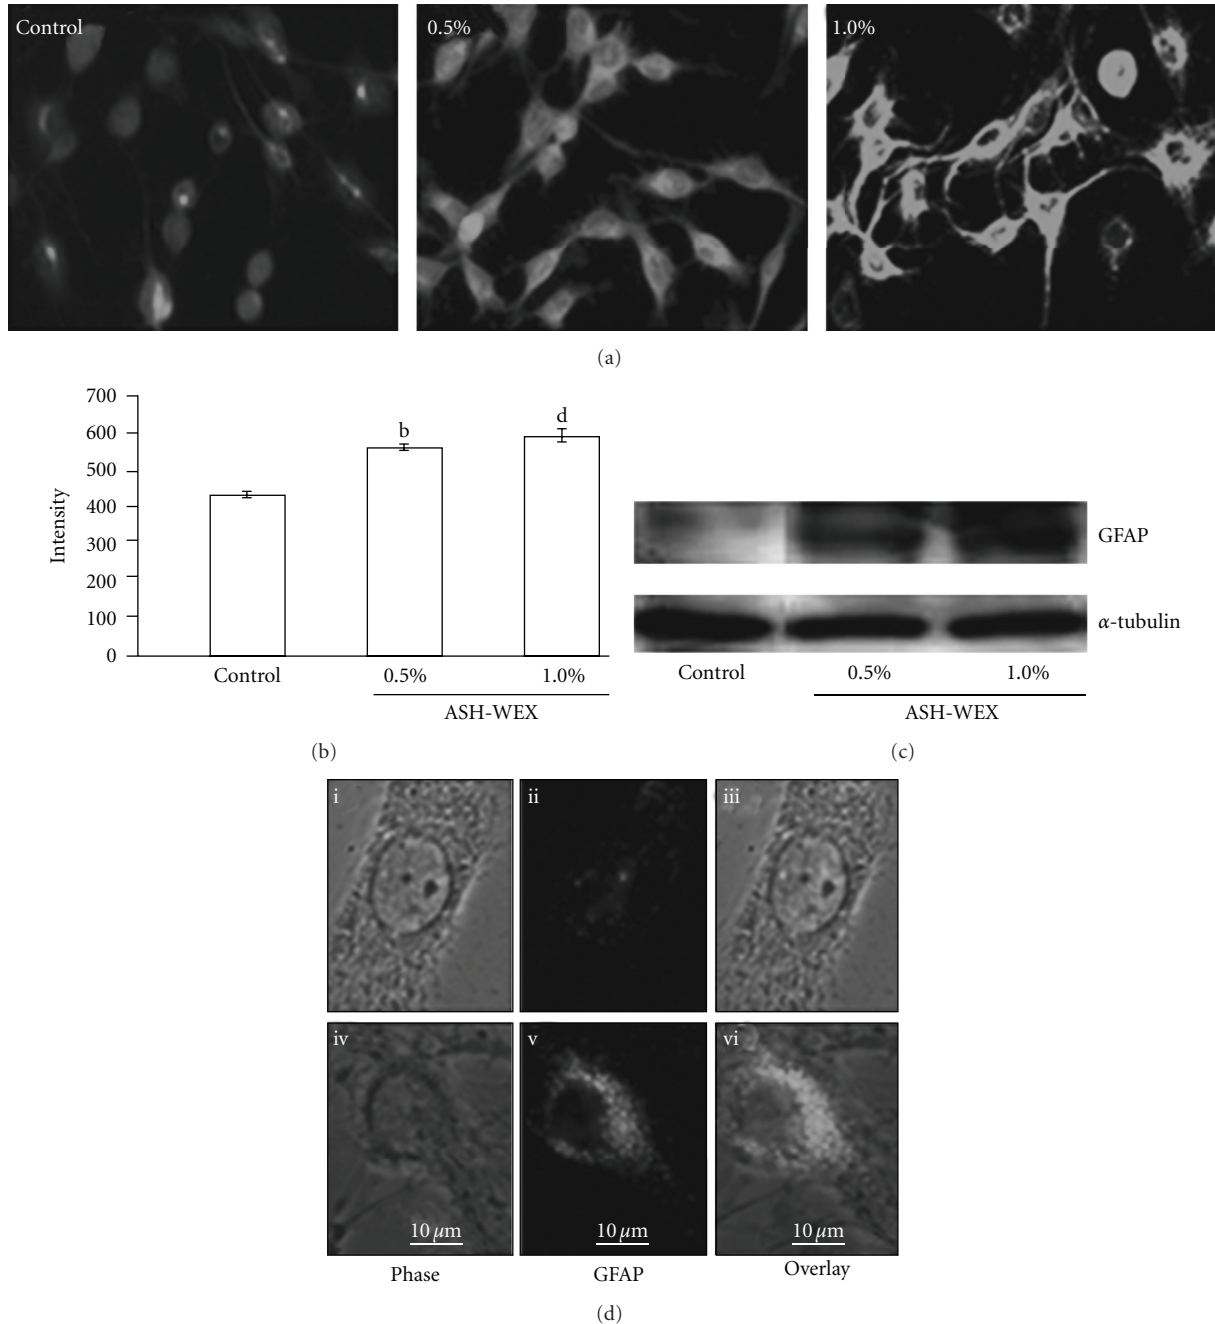 Control
0.5%
1.0%
(a)
700
600
500
400
300
200
100
0
Intensity
b
d
Control
0.5%
1.0%
ASH-WEX
(b)
GFAP
α-tubulin
Control
0.5%
1.0%
ASH-WEX
(c)
i
ii
iii
iv
v
vi
10 µm
10 µm
10 µm
Phase
GFAP
Overlay
(d)